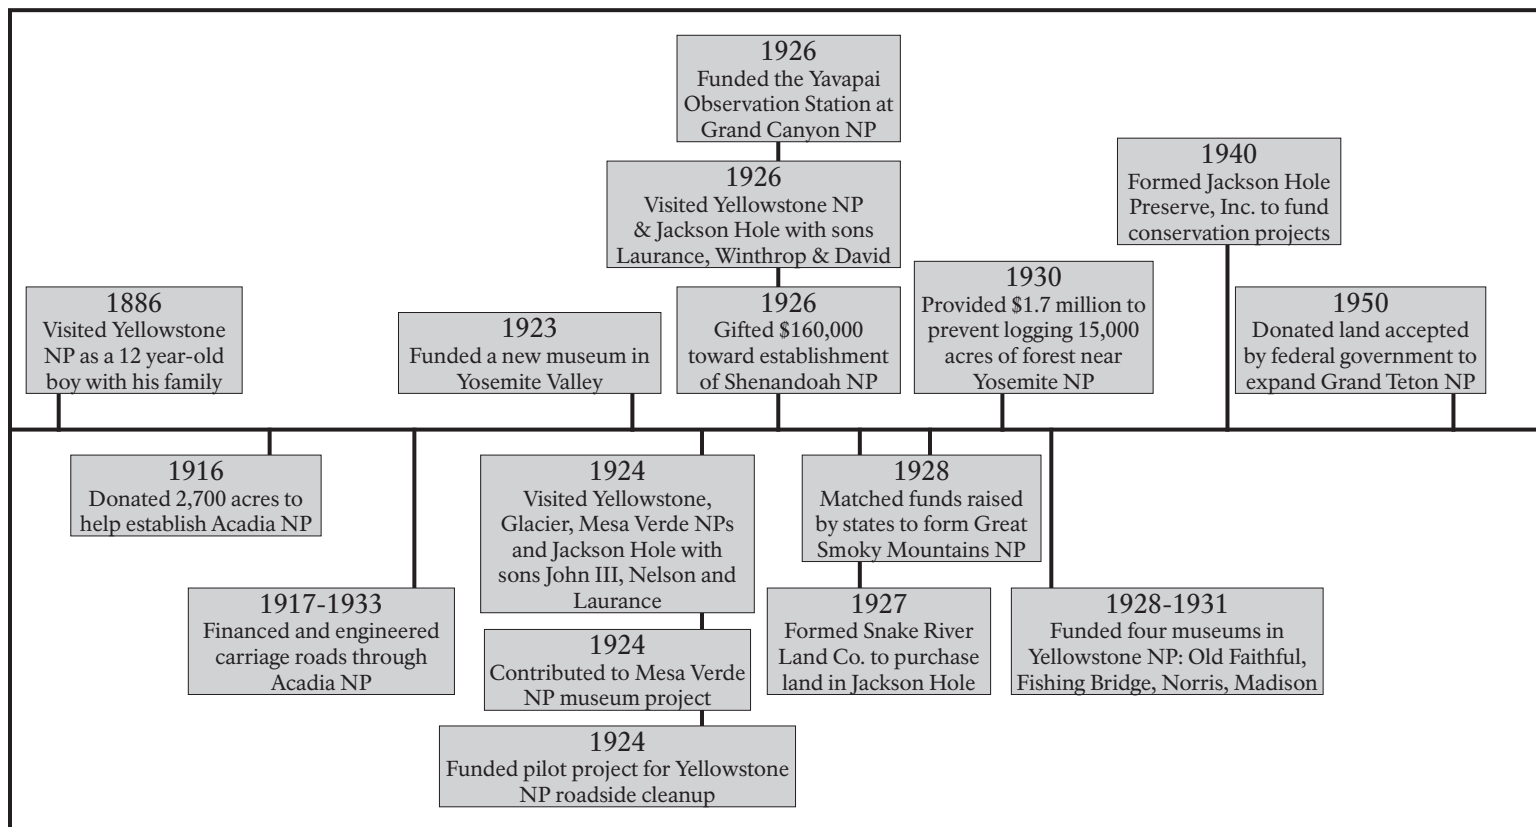 1926
Funded the Yavapai
Observation Station at
Grand Canyon NP
1926
Visited Yellowstone NP
& Jackson Hole with sons
Laurance, Winthrop & David
1940
Formed Jackson Hole
Preserve, Inc. to fund
conservation projects
1886
Visited Yellowstone
NP as a 12 year-old
boy with his family
1923
Funded a new museum in
Yosemite Valley
1926
Gifted $160,000
toward establishment
of Shenandoah NP
1930
Provided $1.7 million to
prevent logging 15,000
acres of forest near
Yosemite NP
1950
Donated land accepted
by federal government to
expand Grand Teton NP
1916
Donated 2,700 acres to
help establish Acadia NP
1917-1933
Financed and engineered
carriage roads through
Acadia NP
1924
Visited Yellowstone,
Glacier, Mesa Verde NPs
and Jackson Hole with
sons John III, Nelson and
Laurance
1924
Contributed to Mesa Verde
NP museum project
1924
Funded pilot project for Yellowstone
NP roadside cleanup
1928
Matched funds raised
by states to form Great
Smoky Mountains NP
1927
Formed Snake River
Land Co. to purchase
land in Jackson Hole
1928-1931
Funded four museums in
Yellowstone NP: Old Faithful,
Fishing Bridge, Norris, Madison